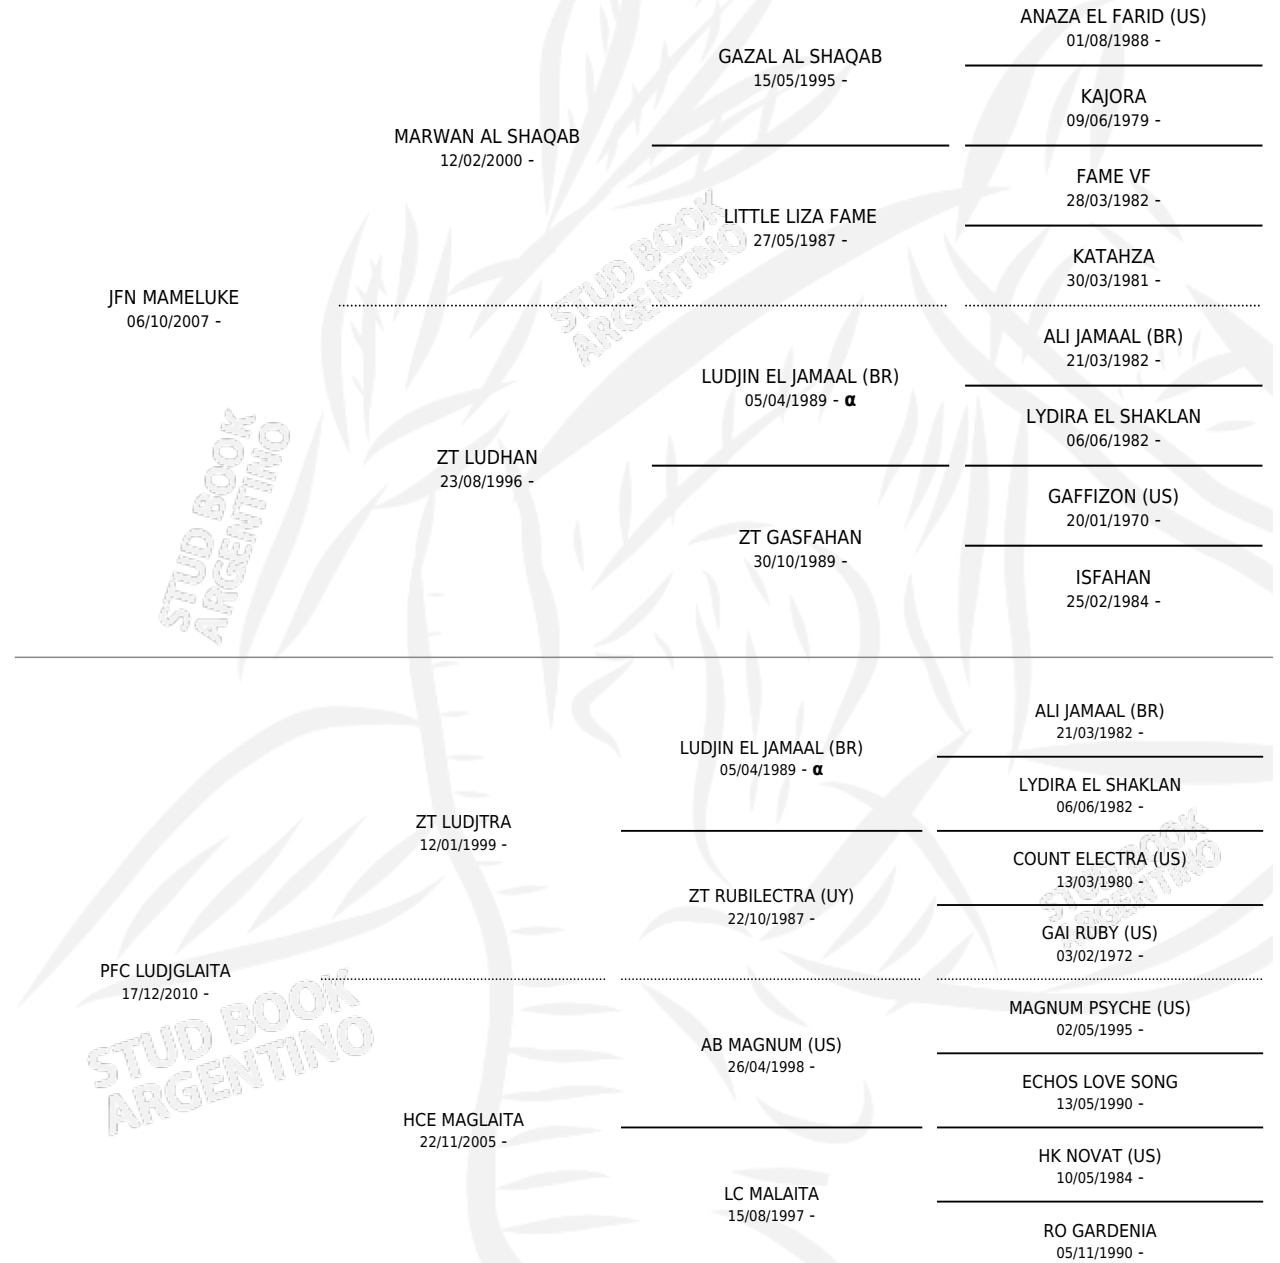 ANAZA EL FARID (US)
01/08/1988 -
GAZAL AL SHAQAB
15/05/1995 -
KAJORA
09/06/1979 -
MARWAN AL SHAQAB
12/02/2000 -
FAME VF
28/03/1982 -
LITTLE LIZA FAME
27/05/1987 -
KATAHZA
30/03/1981 -
JFN MAMELUKE
06/10/2007 -
ALI JAMAAL (BR)
21/03/1982 -
LUDJIN EL JAMAAL (BR)
05/04/1989 - α
LYDIRA EL SHAKLAN
06/06/1982 -
ZT LUDHAN
23/08/1996 -
GAFFIZON (US)
20/01/1970 -
ZT GASFAHAN
30/10/1989 -
ISFAHAN
25/02/1984 -
ALI JAMAAL (BR)
21/03/1982 -
LUDJIN EL JAMAAL (BR)
05/04/1989 - α
LYDIRA EL SHAKLAN
06/06/1982 -
ZT LUDJTRA
12/01/1999 -
COUNT ELECTRA (US)
13/03/1980 -
ZT RUBILECTRA (UY)
22/10/1987 -
GAI RUBY (US)
03/02/1972 -
PFC LUDJGLAITA
17/12/2010 -
MAGNUM PSYCHE (US)
02/05/1995 -
AB MAGNUM (US)
26/04/1998 -
ECHOS LOVE SONG
13/05/1990 -
HCE MAGLAITA
22/11/2005 -
HK NOVAT (US)
10/05/1984 -
LC MALAITA
15/08/1997 -
RO GARDENIA
05/11/1990 -
STUD BOOK
ARGENTINO
STUD BOOK
ARGENTINO
STUD BOOK
ARGENTINO
STUD BOOK
ARGENTINO